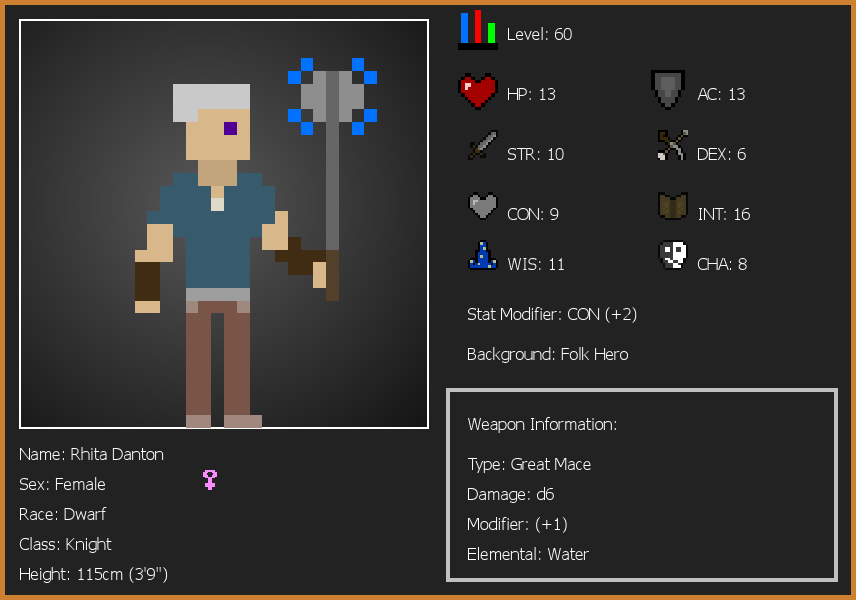 Level: 60
HP: 13
AC: 13
STR: 10
DEX: 6
CON: 9
INT: 16
WIS: 11
CHA: 8
Stat Modifier: CON (+2)
Background: Folk Hero
Weapon Information:
Type: Great Mace
Damage: d6
Modifier: (+1)
Elemental: Water
Name: Rhita Danton
Sex: Female
Race: Dwarf
Class: Knight
Height: 115cm (3'9")